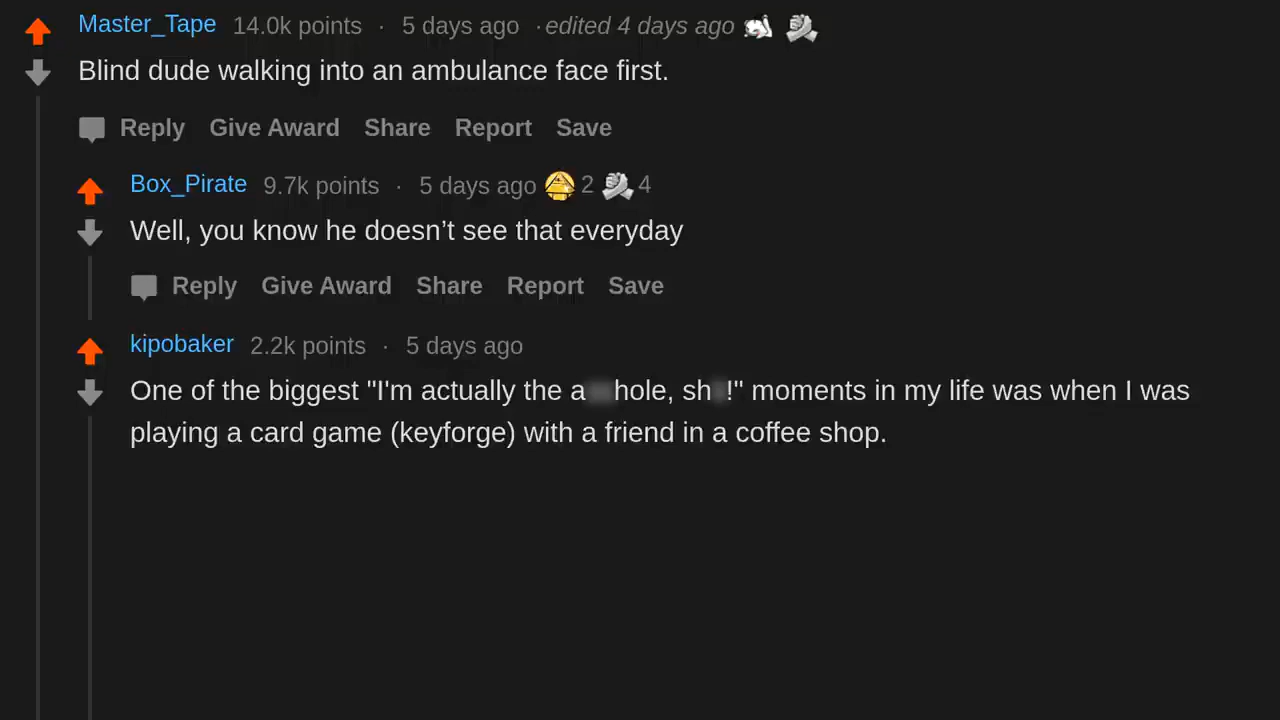 Master_Tape 14.0k points · 5 days ago · edited 4 days ago
Blind dude walking into an ambulance face first.
Reply Give Award Share Report Save
Box_Pirate 9.7k points · 5 days ago 2 4
Well, you know he doesn’t see that everyday
Reply Give Award Share Report Save
kipobaker 2.2k points · 5 days ago
One of the biggest "I'm actually the a hole, sh !" moments in my life was when I was
playing a card game (keyforge) with a friend in a coffee shop.